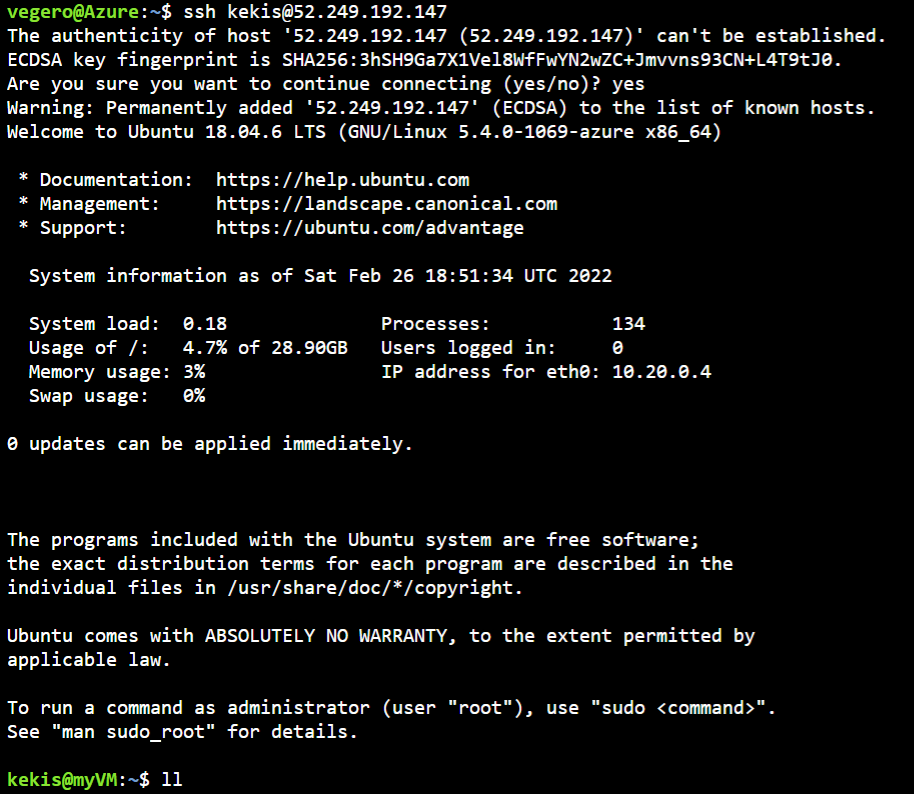 vegero@Azure:~$ ssh kekis@52.249.192.147
The authenticity of host '52.249.192.147 (52.249.192.147)' can't be established.
ECDSA key fingerprint is SHA256:3hSH9Ga7X1Vel8WfFwYN2wZC+Jmvvns93CN+L4T9tJ0.
Are you sure you want to continue connecting (yes/no)? yes
Warning: Permanently added '52.249.192.147' (ECDSA) to the list of known hosts.
Welcome to Ubuntu 18.04.6 LTS (GNU/Linux 5.4.0-1069-azure x86_64)
* Documentation:  https://help.ubuntu.com
* Management:     https://landscape.canonical.com
* Support:        https://ubuntu.com/advantage
System information as of Sat Feb 26 18:51:34 UTC 2022
System load:  0.18              Processes:           134
Usage of /:   4.7% of 28.90GB   Users logged in:     0
Memory usage: 3%                IP address for eth0: 10.20.0.4
Swap usage:   0%
0 updates can be applied immediately.
The programs included with the Ubuntu system are free software;
the exact distribution terms for each program are described in the
individual files in /usr/share/doc/*/copyright.
Ubuntu comes with ABSOLUTELY NO WARRANTY, to the extent permitted by
applicable law.
To run a command as administrator (user "root"), use "sudo <command>".
See "man sudo_root" for details.
kekis@myVM:~$ ll